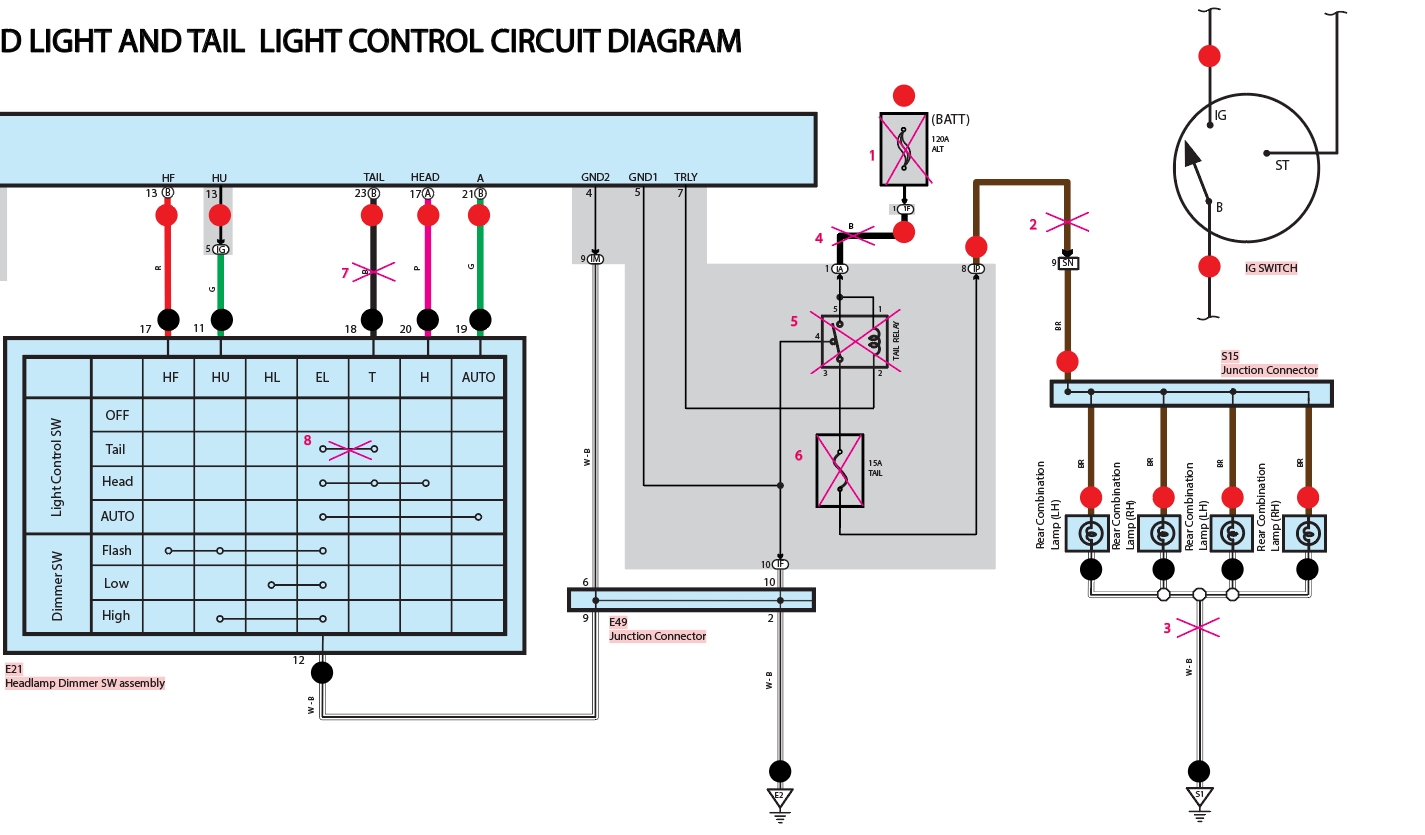 D LIGHT AND TAIL LIGHT CONTROL CIRCUIT DIAGRAM
IG
ST
B
IG SWITCH
(BATT)
120A
ALT
1
1 1F
HF
HU
TAIL
HEAD
A
GND2
GND1
TRLY
13 B
13
23 B
17 A
21 B
4
5
7
5 IG
R
G
7
B
P
G
17
11
18
20
19
9 IM
4
B
1 IA
8 IP
2
9 SN
BR
5
5
1
4
3
2
TAIL RELAY
6
15A
TAIL
10 1F
HF
HU
HL
EL
T
H
AUTO
Light Control SW
OFF
Tail
8
Head
AUTO
Dimmer SW
Flash
Low
High
12
W - B
E21
Headlamp Dimmer SW assembly
W - B
6
10
9
2
E49
Junction Connector
W - B
E2
S15
Junction Connector
BR
BR
BR
BR
Rear Combination
Lamp (LH)
Rear Combination
Lamp (RH)
Rear Combination
Lamp (LH)
Rear Combination
Lamp (RH)
3
W - B
S1